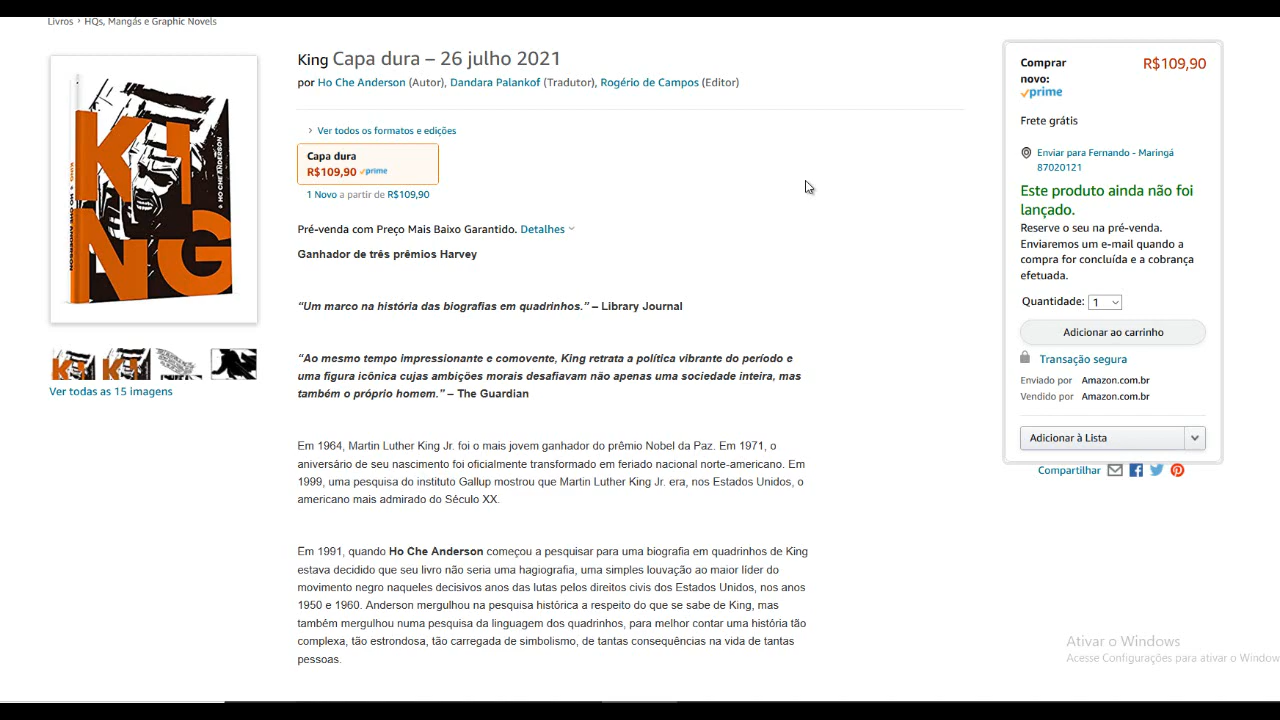 Livros › HQs, Mangás e Graphic Novels
King Capa dura – 26 julho 2021
por Ho Che Anderson (Autor), Dandara Palankof (Tradutor), Rogério de Campos (Editor)
› Ver todos os formatos e edições
Capa dura
R$109,90 prime
1 Novo a partir de R$109,90
Pré-venda com Preço Mais Baixo Garantido. Detalhes
Ganhador de três prêmios Harvey
“Um marco na história das biografias em quadrinhos.” – Library Journal
“Ao mesmo tempo impressionante e comovente, King retrata a política vibrante do período e
uma figura icônica cujas ambições morais desafiavam não apenas uma sociedade inteira, mas
também o próprio homem.” – The Guardian
Em 1964, Martin Luther King Jr. foi o mais jovem ganhador do prêmio Nobel da Paz. Em 1971, o
aniversário de seu nascimento foi oficialmente transformado em feriado nacional norte-americano. Em
1999, uma pesquisa do instituto Gallup mostrou que Martin Luther King Jr. era, nos Estados Unidos, o
americano mais admirado do Século XX.
Em 1991, quando Ho Che Anderson começou a pesquisar para uma biografia em quadrinhos de King
estava decidido que seu livro não seria uma hagiografia, uma simples louvação ao maior líder do
movimento negro naqueles decisivos anos das lutas pelos direitos civis dos Estados Unidos, nos anos
1950 e 1960. Anderson mergulhou na pesquisa histórica a respeito do que se sabe de King, mas
também mergulhou numa pesquisa da linguagem dos quadrinhos, para melhor contar uma história tão
complexa, tão estrondosa, tão carregada de simbolismo, de tantas consequências na vida de tantas
pessoas.
KING
HO CHE ANDERSON
KING HO CHE ANDERSON
Ver todas as 15 imagens
Comprar R$109,90
novo:
prime
Frete grátis
Enviar para Fernando - Maringá
87020121
Este produto ainda não foi
lançado.
Reserve o seu na pré-venda.
Enviaremos um e-mail quando a
compra for concluída e a cobrança
efetuada.
Quantidade: 1
Adicionar ao carrinho
Transação segura
Enviado por Amazon.com.br
Vendido por Amazon.com.br
Adicionar à Lista
Compartilhar
Ativar o Windows
Acesse Configurações para ativar o Window